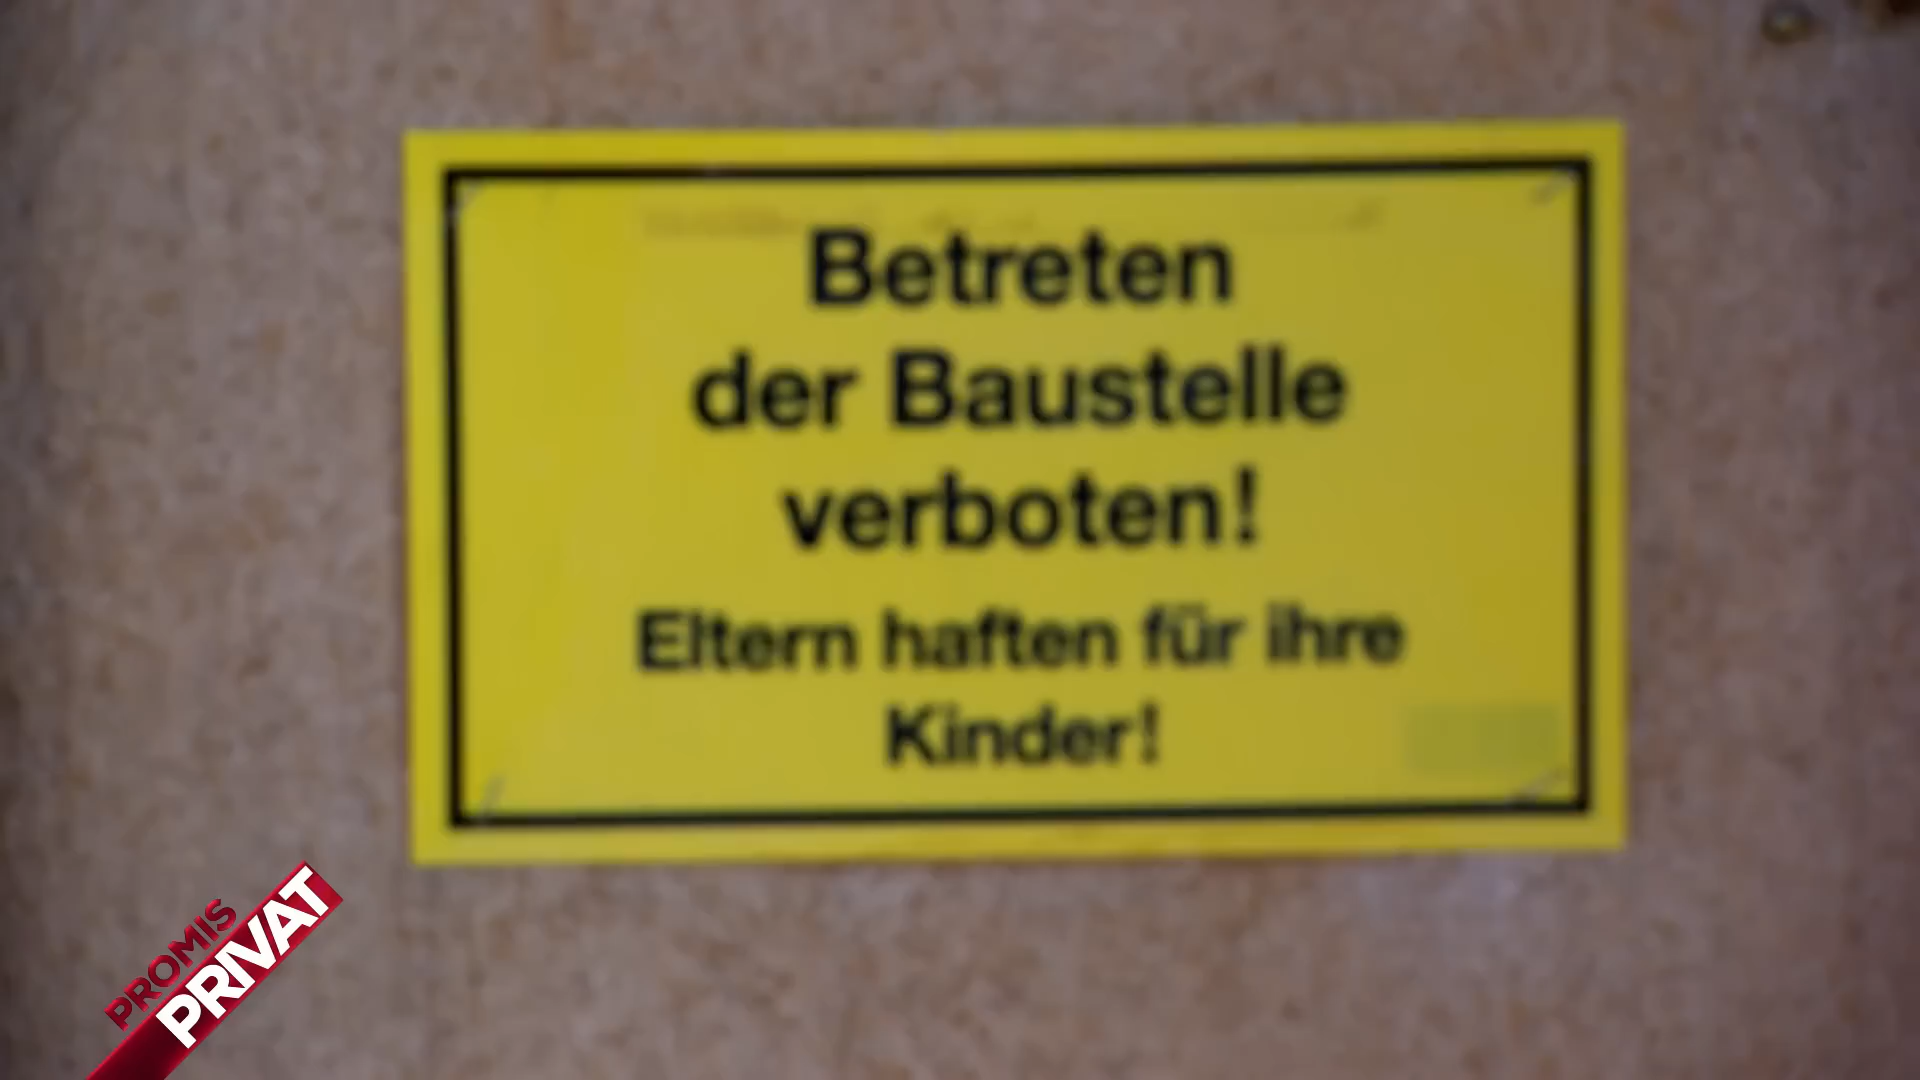 Betreten
der Baustelle
verboten!
Eltern haften für ihre
Kinder!
PROMIS
PRIVAT